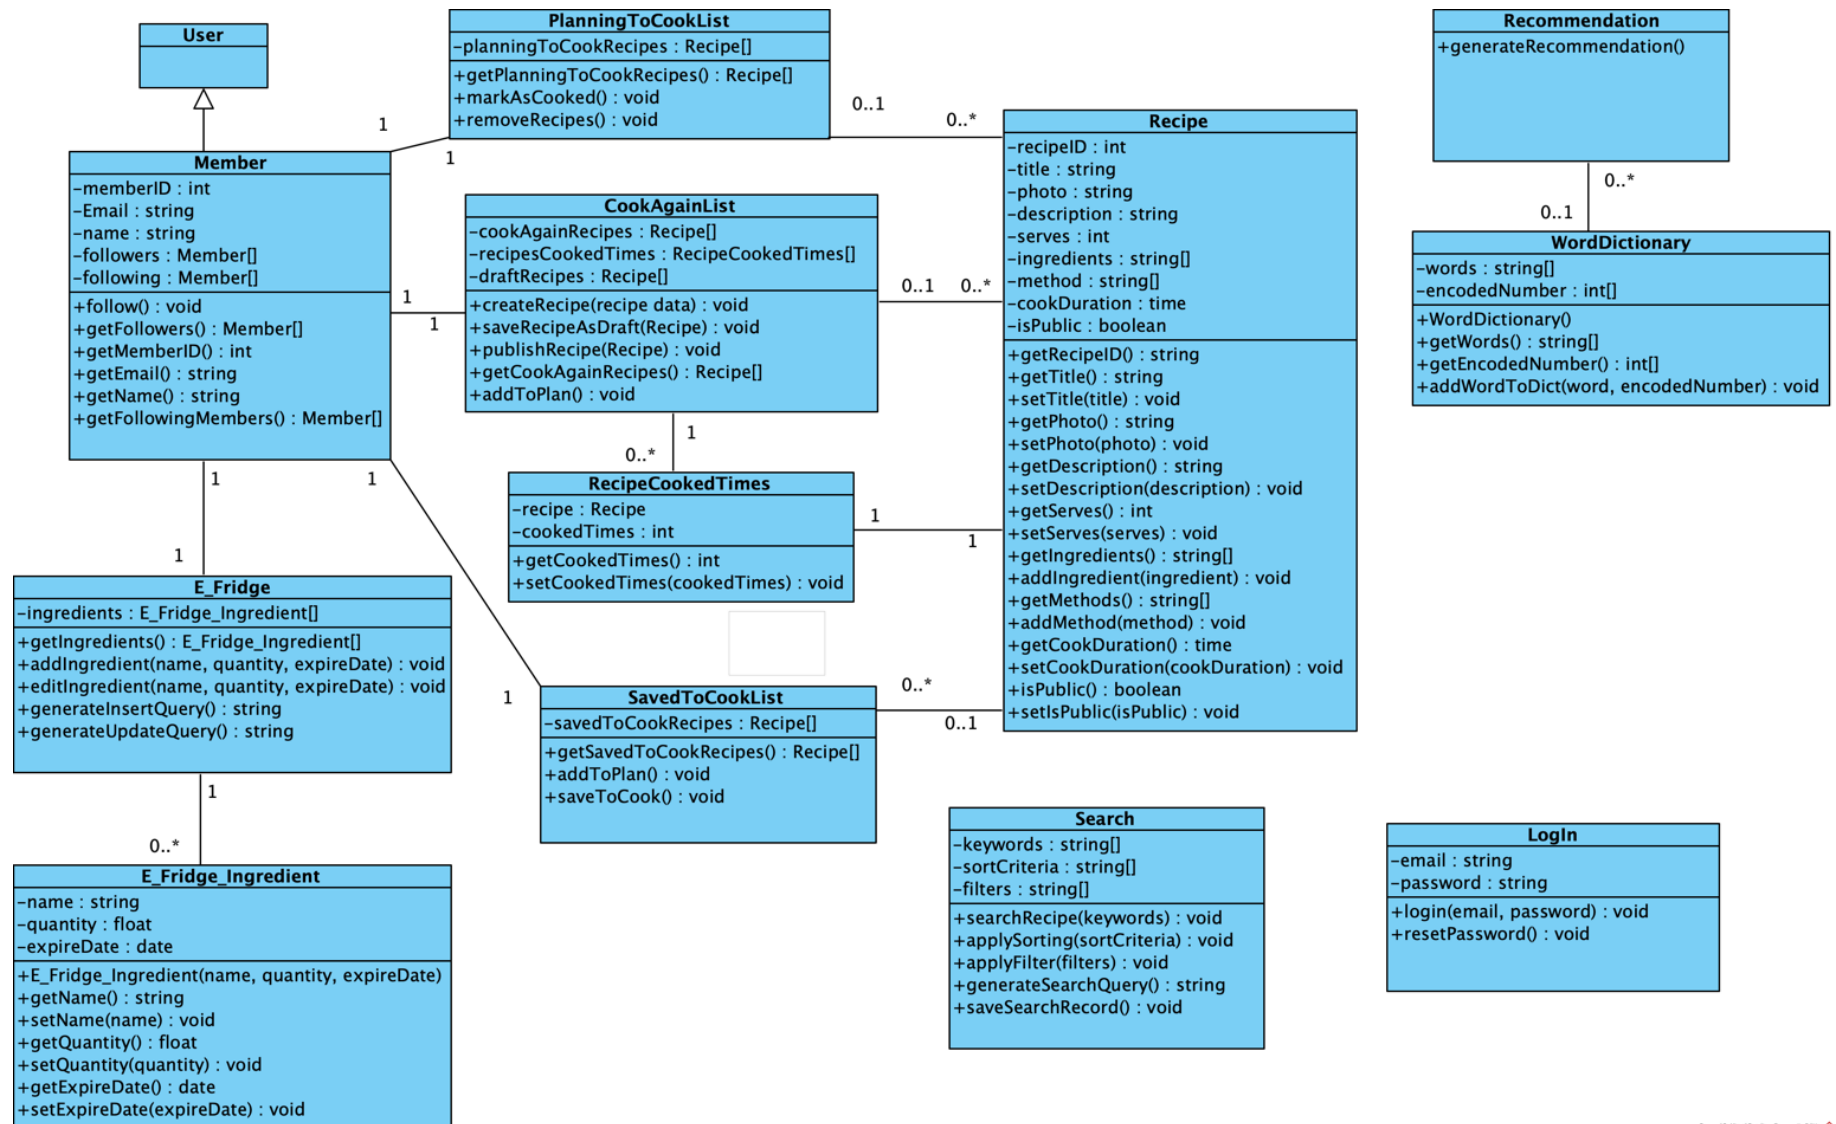 User
PlanningToCookList
-planningToCookRecipes : Recipe[]
+getPlanningToCookRecipes() : Recipe[]
+markAsCooked() : void
+removeRecipes() : void
Recommendation
+generateRecommendation()
1
1
0..1
0..*
Member
-memberID : int
-Email : string
-name : string
-followers : Member[]
-following : Member[]
+follow() : void
+getFollowers() : Member[]
+getMemberID() : int
+getEmail() : string
+getName() : string
+getFollowingMembers() : Member[]
CookAgainList
-cookAgainRecipes : Recipe[]
-recipesCookedTimes : RecipeCookedTimes[]
-draftRecipes : Recipe[]
+createRecipe(recipe data) : void
+saveRecipeAsDraft(Recipe) : void
+publishRecipe(Recipe) : void
+getCookAgainRecipes() : Recipe[]
+addToPlan() : void
1
1
0..1
0..*
Recipe
-recipeID : int
-title : string
-photo : string
-description : string
-serves : int
-ingredients : string[]
-method : string[]
-cookDuration : time
-isPublic : boolean
+getRecipeID() : string
+getTitle() : string
+setTitle(title) : void
+getPhoto() : string
+setPhoto(photo) : void
+getDescription() : string
+setDescription(description) : void
+getServes() : int
+setServes(serves) : void
+getIngredients() : string[]
+addIngredient(ingredient) : void
+getMethods() : string[]
+addMethod(method) : void
+getCookDuration() : time
+setCookDuration(cookDuration) : void
+isPublic() : boolean
+setIsPublic(isPublic) : void
0..*
0..1
WordDictionary
-words : string[]
-encodedNumber : int[]
+WordDictionary()
+getWords() : string[]
+getEncodedNumber() : int[]
+addWordToDict(word, encodedNumber) : void
1
0..*
RecipeCookedTimes
-recipe : Recipe
-cookedTimes : int
+getCookedTimes() : int
+setCookedTimes(cookedTimes) : void
1
1
1
1
1
1
E_Fridge
-ingredients : E_Fridge_Ingredient[]
+getIngredients() : E_Fridge_Ingredient[]
+addIngredient(name, quantity, expireDate) : void
+editIngredient(name, quantity, expireDate) : void
+generateInsertQuery() : string
+generateUpdateQuery() : string
SavedToCookList
-savedToCookRecipes : Recipe[]
+getSavedToCookRecipes() : Recipe[]
+addToPlan() : void
+saveToCook() : void
0..*
0..1
1
0..*
E_Fridge_Ingredient
-name : string
-quantity : float
-expireDate : date
+E_Fridge_Ingredient(name, quantity, expireDate)
+getName() : string
+setName(name) : void
+getQuantity() : float
+setQuantity(quantity) : void
+getExpireDate() : date
+setExpireDate(expireDate) : void
Search
-keywords : string[]
-sortCriteria : string[]
-filters : string[]
+searchRecipe(keywords) : void
+applySorting(sortCriteria) : void
+applyFilter(filters) : void
+generateSearchQuery() : string
+saveSearchRecord() : void
LogIn
-email : string
-password : string
+login(email, password) : void
+resetPassword() : void